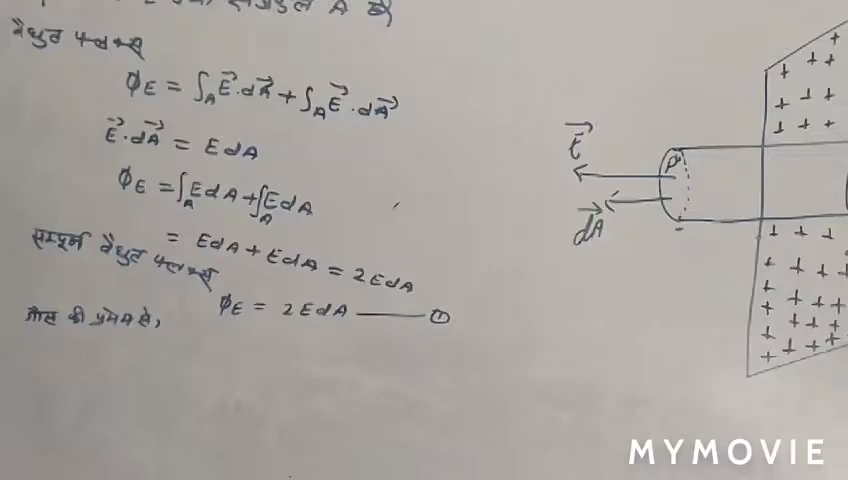 A से
वैद्युत फ्लक्स
ΦE = ∫A E⃗.dA⃗ + ∫A E⃗.dA⃗
E⃗.dA⃗ = EdA
ΦE = ∫A EdA + ∫A EdA
= EdA + EdA = 2EdA
सम्पूर्ण वैद्युत फ्लक्स
ΦE = 2EdA ——— ①
गौस की प्रमेय से,
E⃗
P'
dA⃗
+ + + +
+ + +
+ + +
+ + +
+ + + +
+ + + +
+ + + +
+ + + +
MYMOVIE